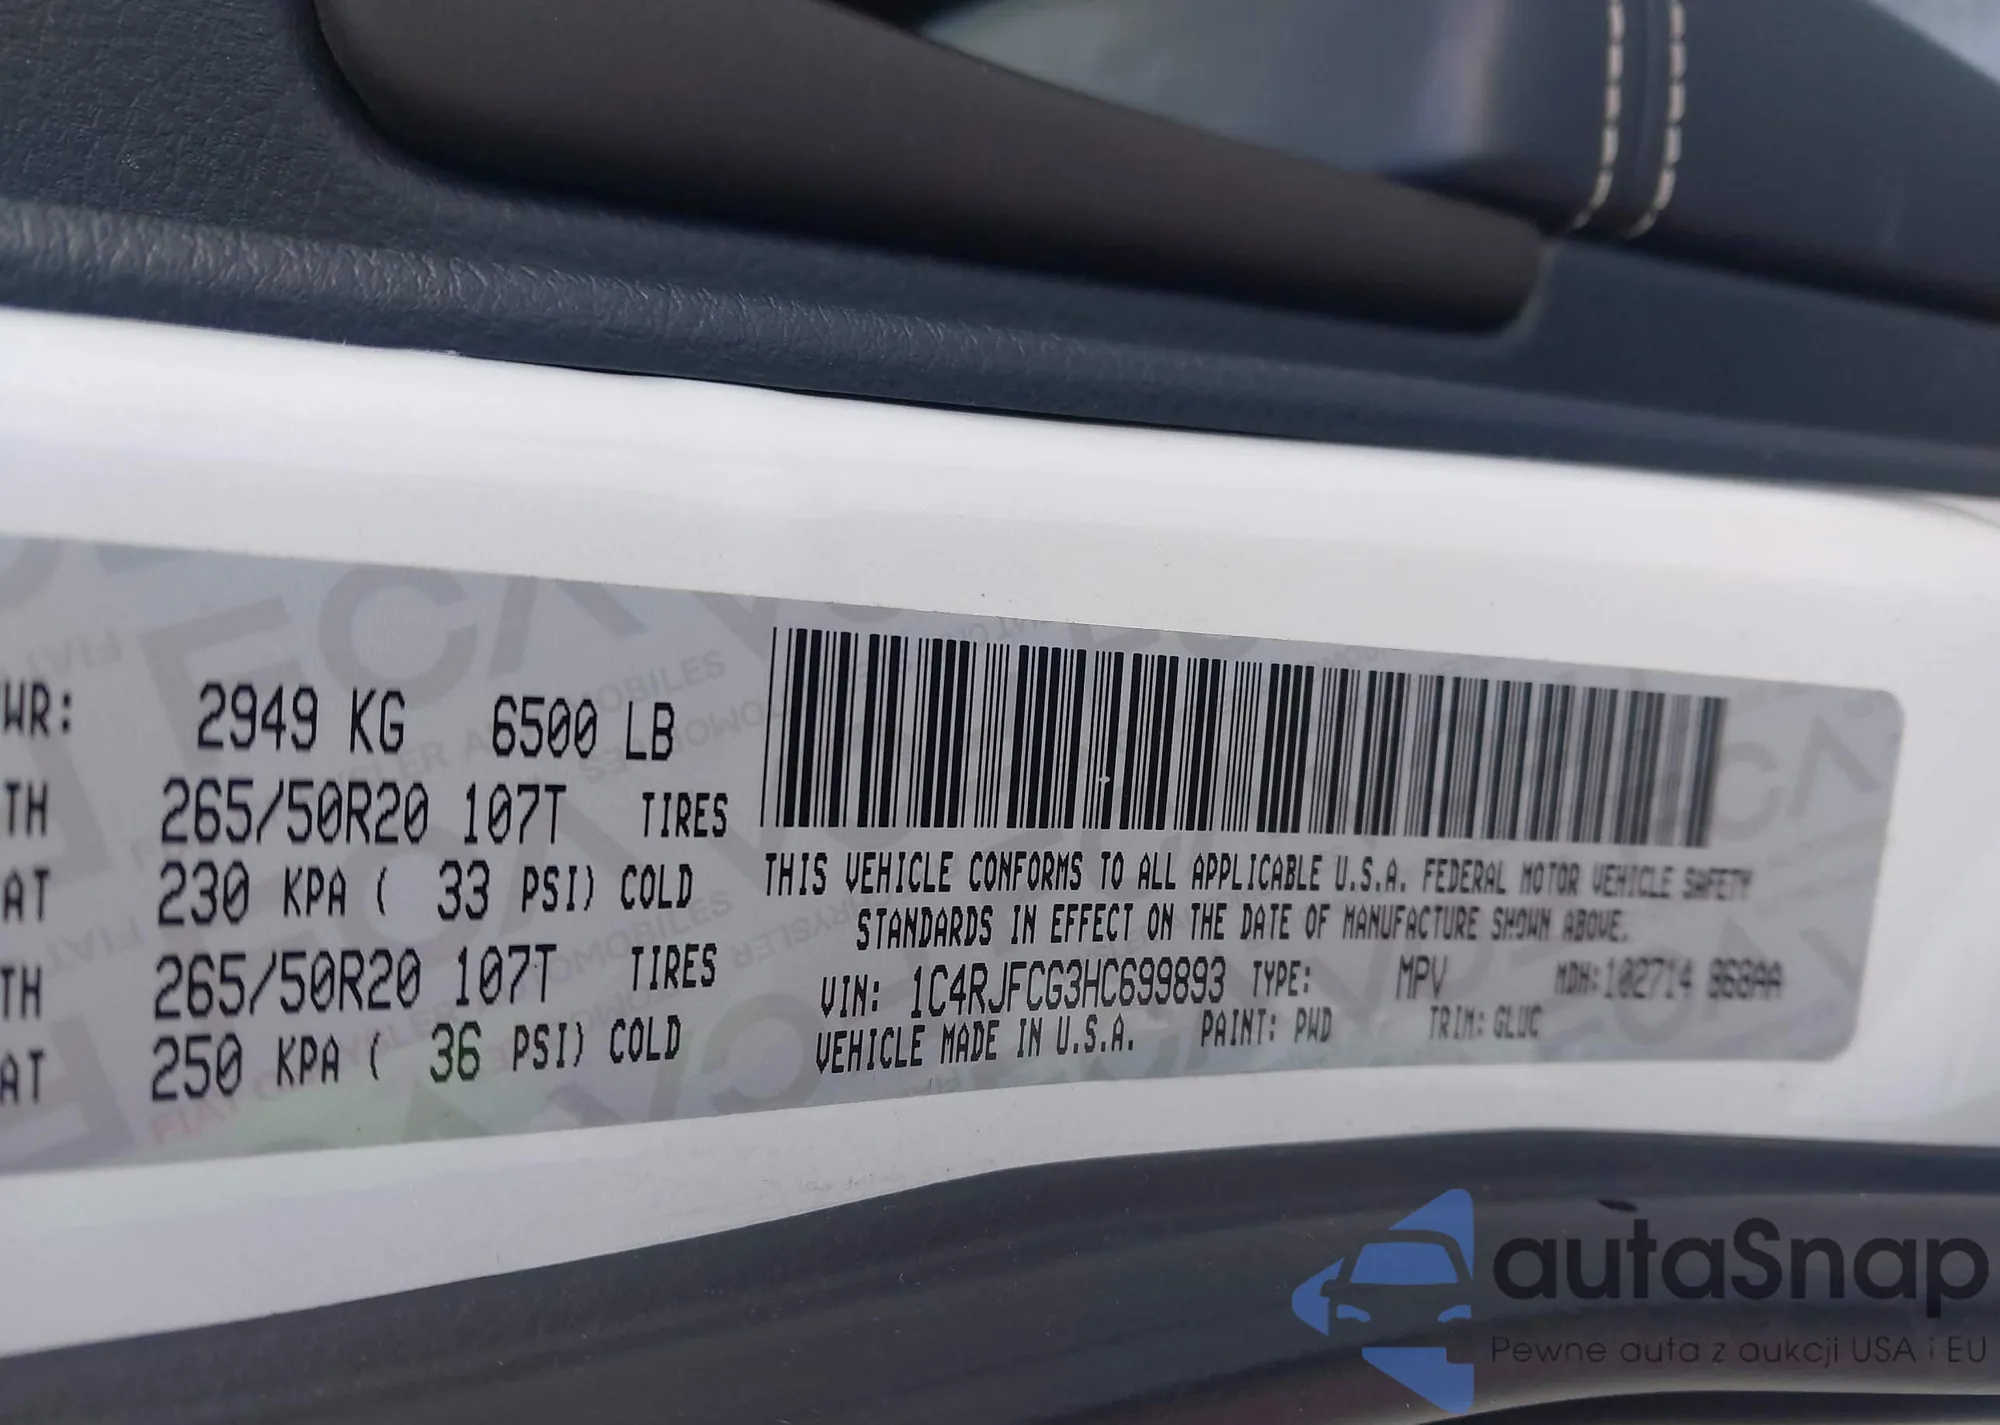 WR: 2949 KG 6500 LB
TH 265/50R20 107T TIRES
AT 230 KPA ( 33 PSI) COLD
TH 265/50R20 107T TIRES
AT 250 KPA ( 36 PSI) COLD
THIS VEHICLE CONFORMS TO ALL APPLICABLE U.S.A. FEDERAL MOTOR VEHICLE SAFETY
STANDARDS IN EFFECT ON THE DATE OF MANUFACTURE SHOWN ABOVE.
VIN: 1C4RJFCG3HC699893 TYPE: MPV MDH:102714 868AA
VEHICLE MADE IN U.S.A. PAINT: PWD TRIM: GLUC
autaSnap
Pewne auta z aukcji USA i EU